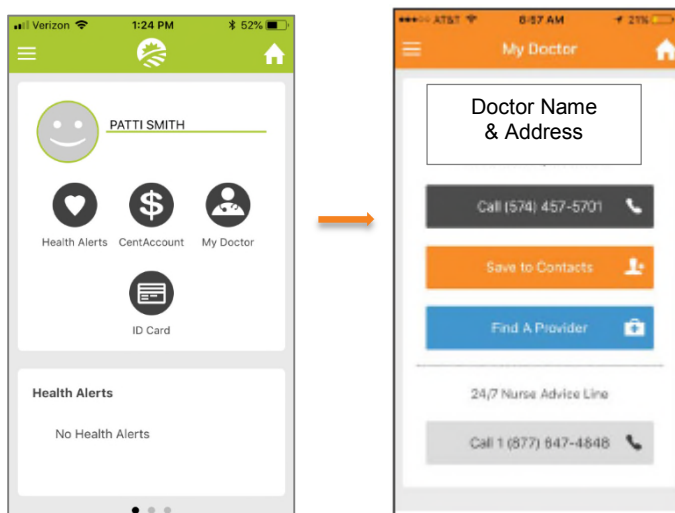 Verizon 1:24 PM 52%
PATTI SMITH
$
Health Alerts CentAccount My Doctor
ID Card
Health Alerts
No Health Alerts
AT&T 8:57 AM 21%
My Doctor
Doctor Name
& Address
Call (574) 457-5701
Save to Contacts
Find A Provider
24/7 Nurse Advice Line
Call 1 (877) 647-4848